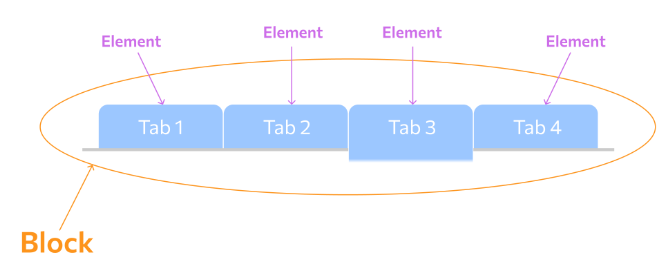 Element Element Element Element
Tab 1 Tab 2 Tab 3 Tab 4
Block